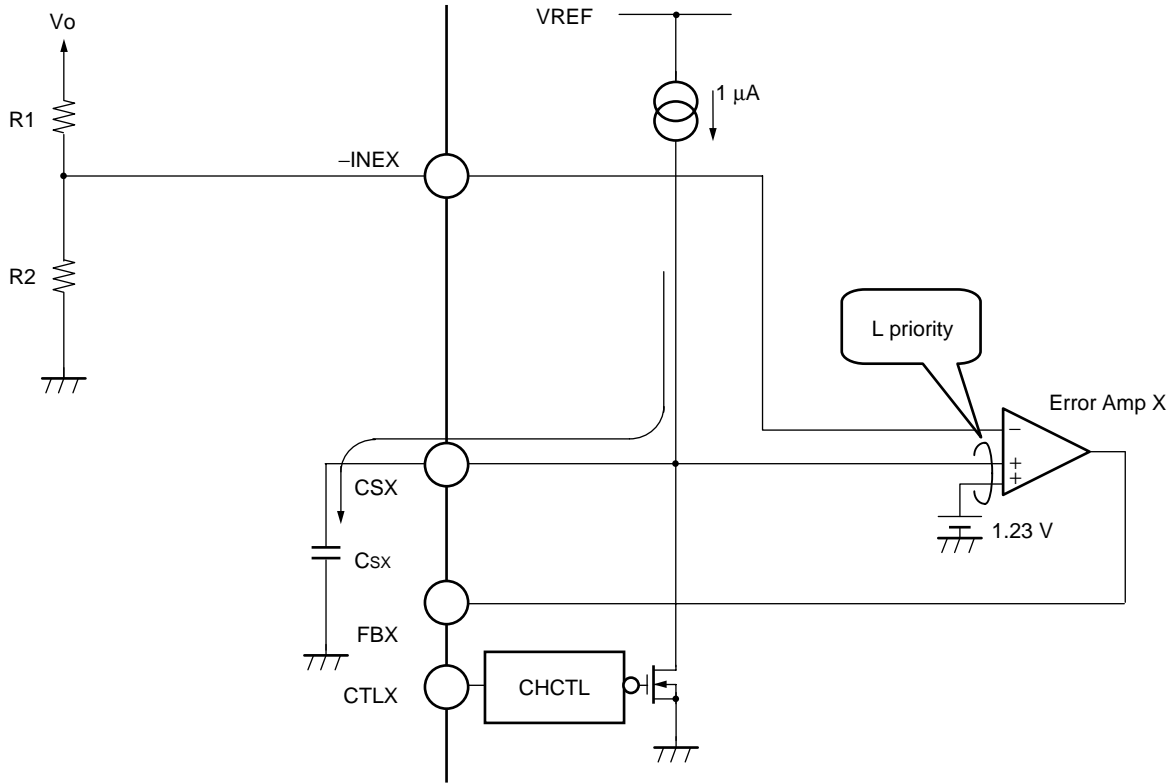 Vo
VREF
R1
1 μA
−INEX
R2
L priority
Error Amp X
−
+
+
CSX
1.23 V
CSX
FBX
CTLX
CHCTL